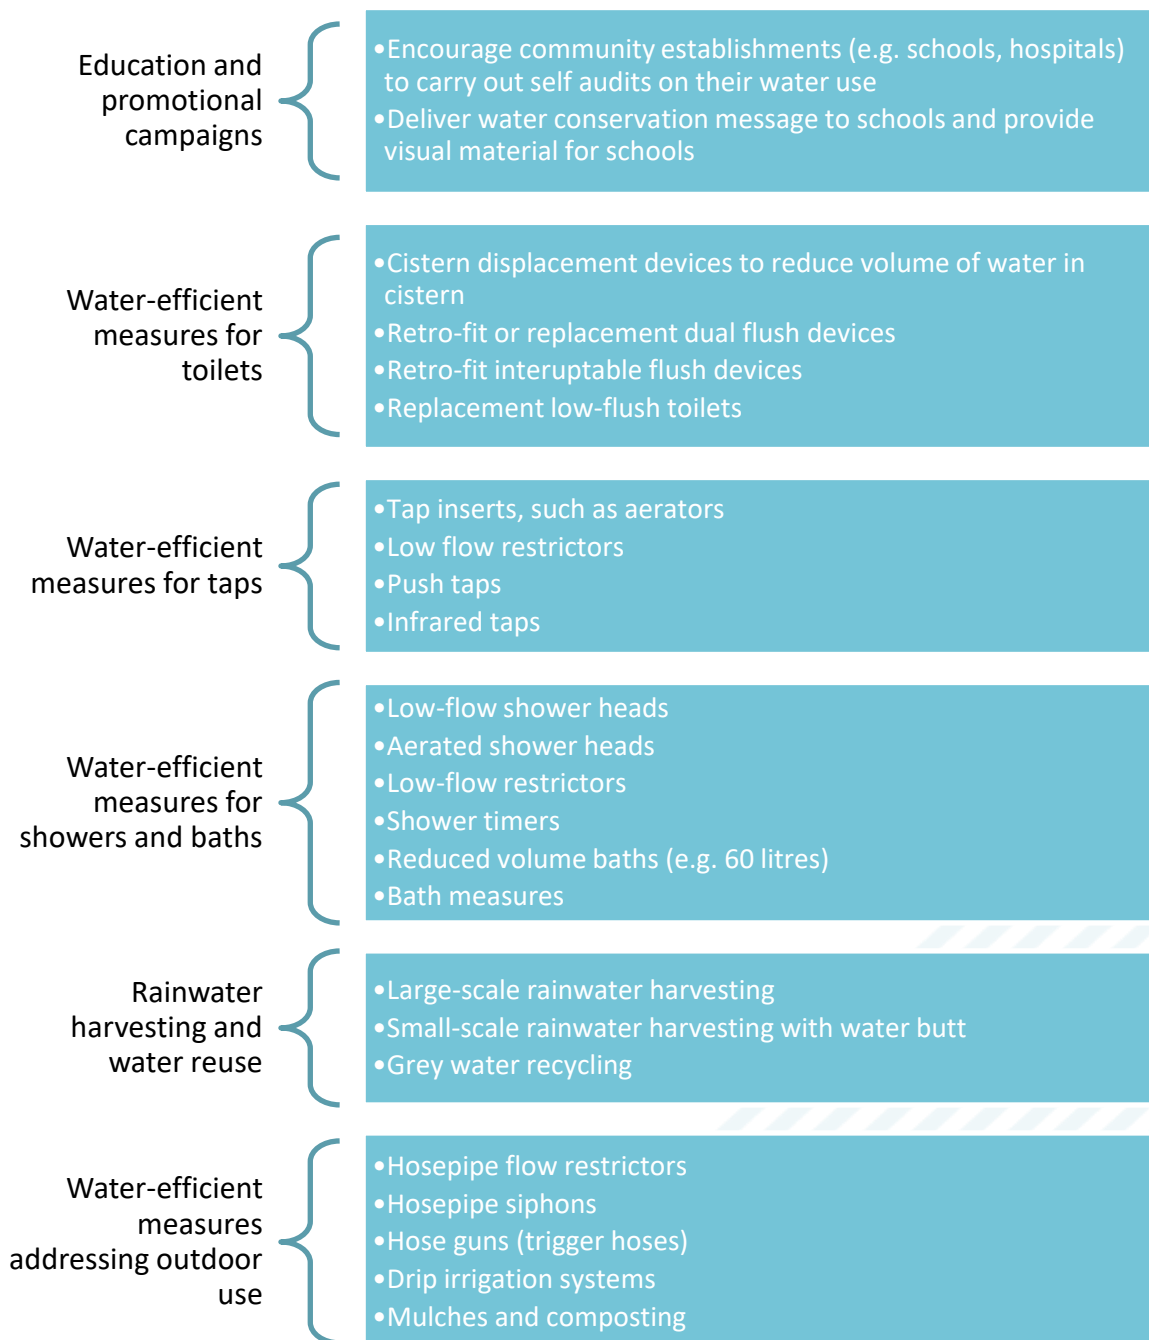 Education and
promotional
campaigns
•Encourage community establishments (e.g. schools, hospitals)
to carry out self audits on their water use
•Deliver water conservation message to schools and provide
visual material for schools
Water-efficient
measures for
toilets
•Cistern displacement devices to reduce volume of water in
cistern
•Retro-fit or replacement dual flush devices
•Retro-fit interuptable flush devices
•Replacement low-flush toilets
Water-efficient
measures for taps
•Tap inserts, such as aerators
•Low flow restrictors
•Push taps
•Infrared taps
Water-efficient
measures for
showers and baths
•Low-flow shower heads
•Aerated shower heads
•Low-flow restrictors
•Shower timers
•Reduced volume baths (e.g. 60 litres)
•Bath measures
Rainwater
harvesting and
water reuse
•Large-scale rainwater harvesting
•Small-scale rainwater harvesting with water butt
•Grey water recycling
Water-efficient
measures
addressing outdoor
use
•Hosepipe flow restrictors
•Hosepipe siphons
•Hose guns (trigger hoses)
•Drip irrigation systems
•Mulches and composting